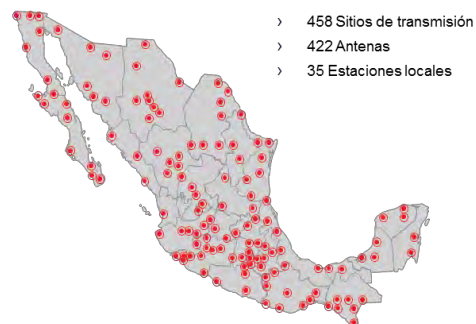 › 458 Sitios de transmisión
› 422 Antenas
› 35 Estaciones locales